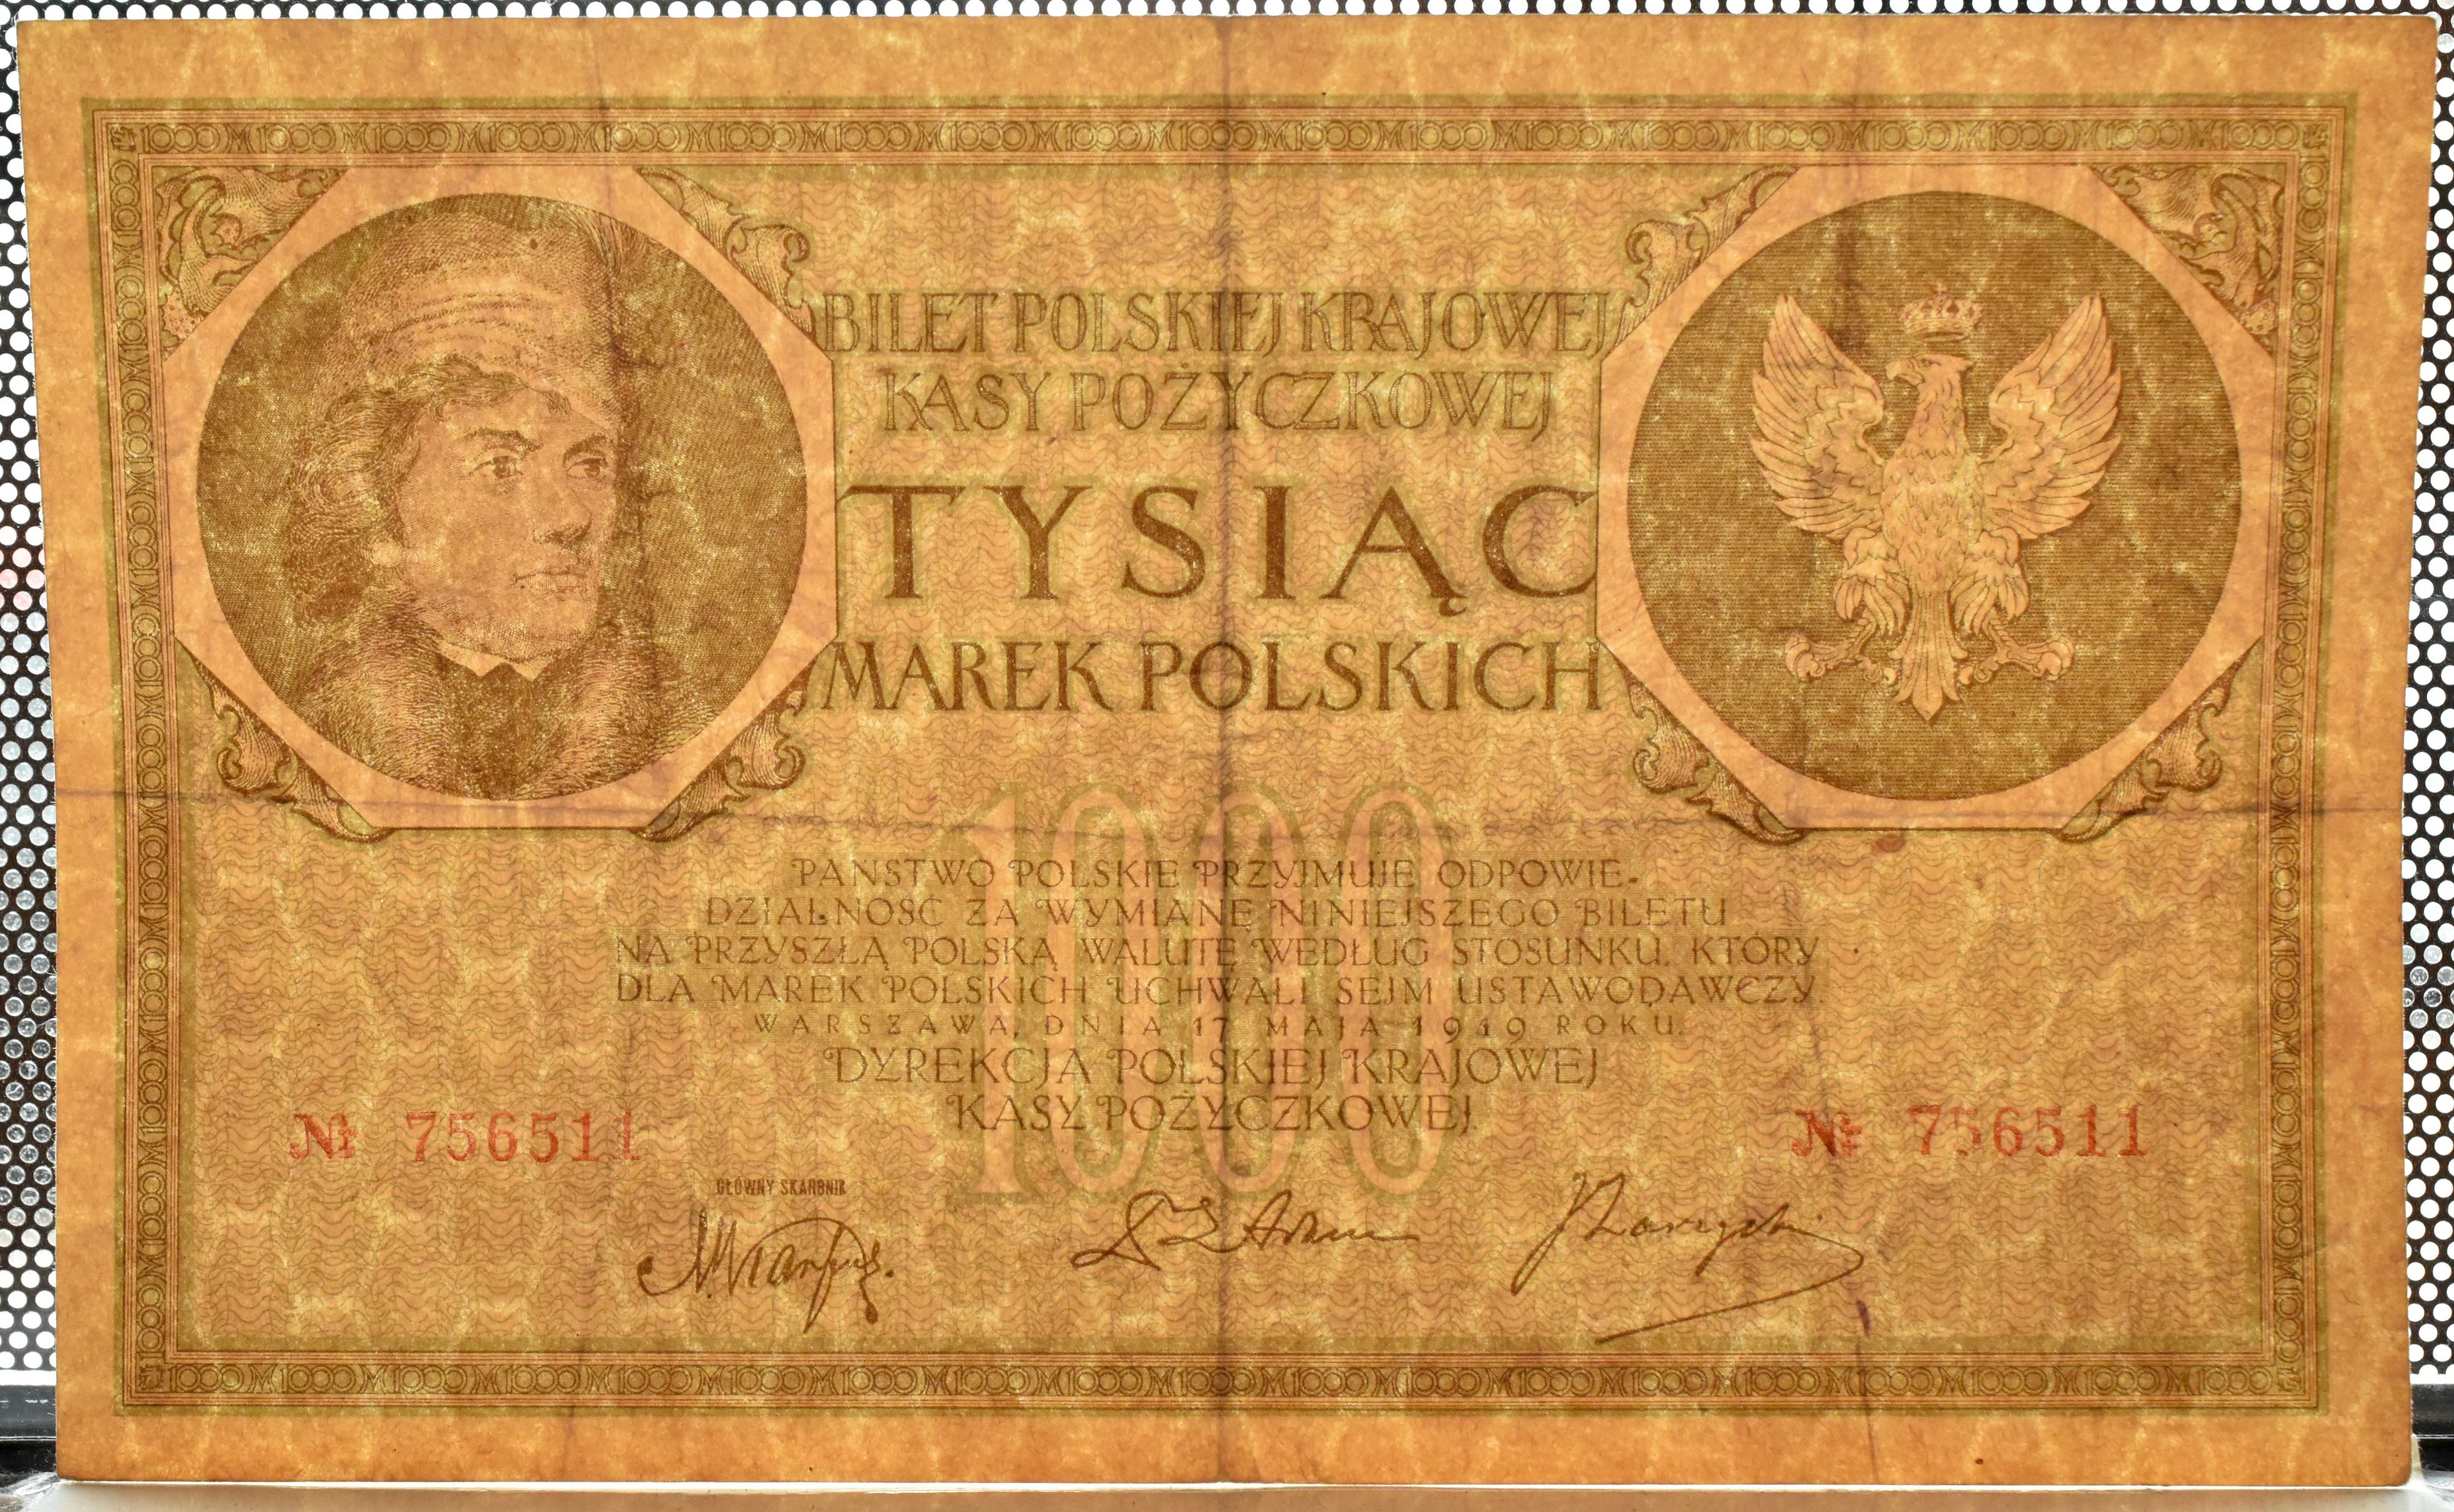 BILET POLSKIEJ KRAJOWEJ
KASY POŻYCZKOWEJ
TYSIĄC
MAREK POLSKICH
1000
PAŃSTWO POLSKIE PRZYJMUJE ODPOWIE-
DZIALNOŚĆ ZA WYMIANĘ NINIEJSZEGO BILETU
NA PRZYSZŁĄ POLSKĄ WALUTĘ WEDŁUG STOSUNKU, KTÓRY
DLA MAREK POLSKICH UCHWALI SEJM USTAWODAWCZY.
WARSZAWA, DNIA 17 MAJA 1919 ROKU.
DYREKCJA POLSKIEJ KRAJOWEJ
KASY POŻYCZKOWEJ.
№ 756511 № 756511
GŁÓWNY SKARBNIK